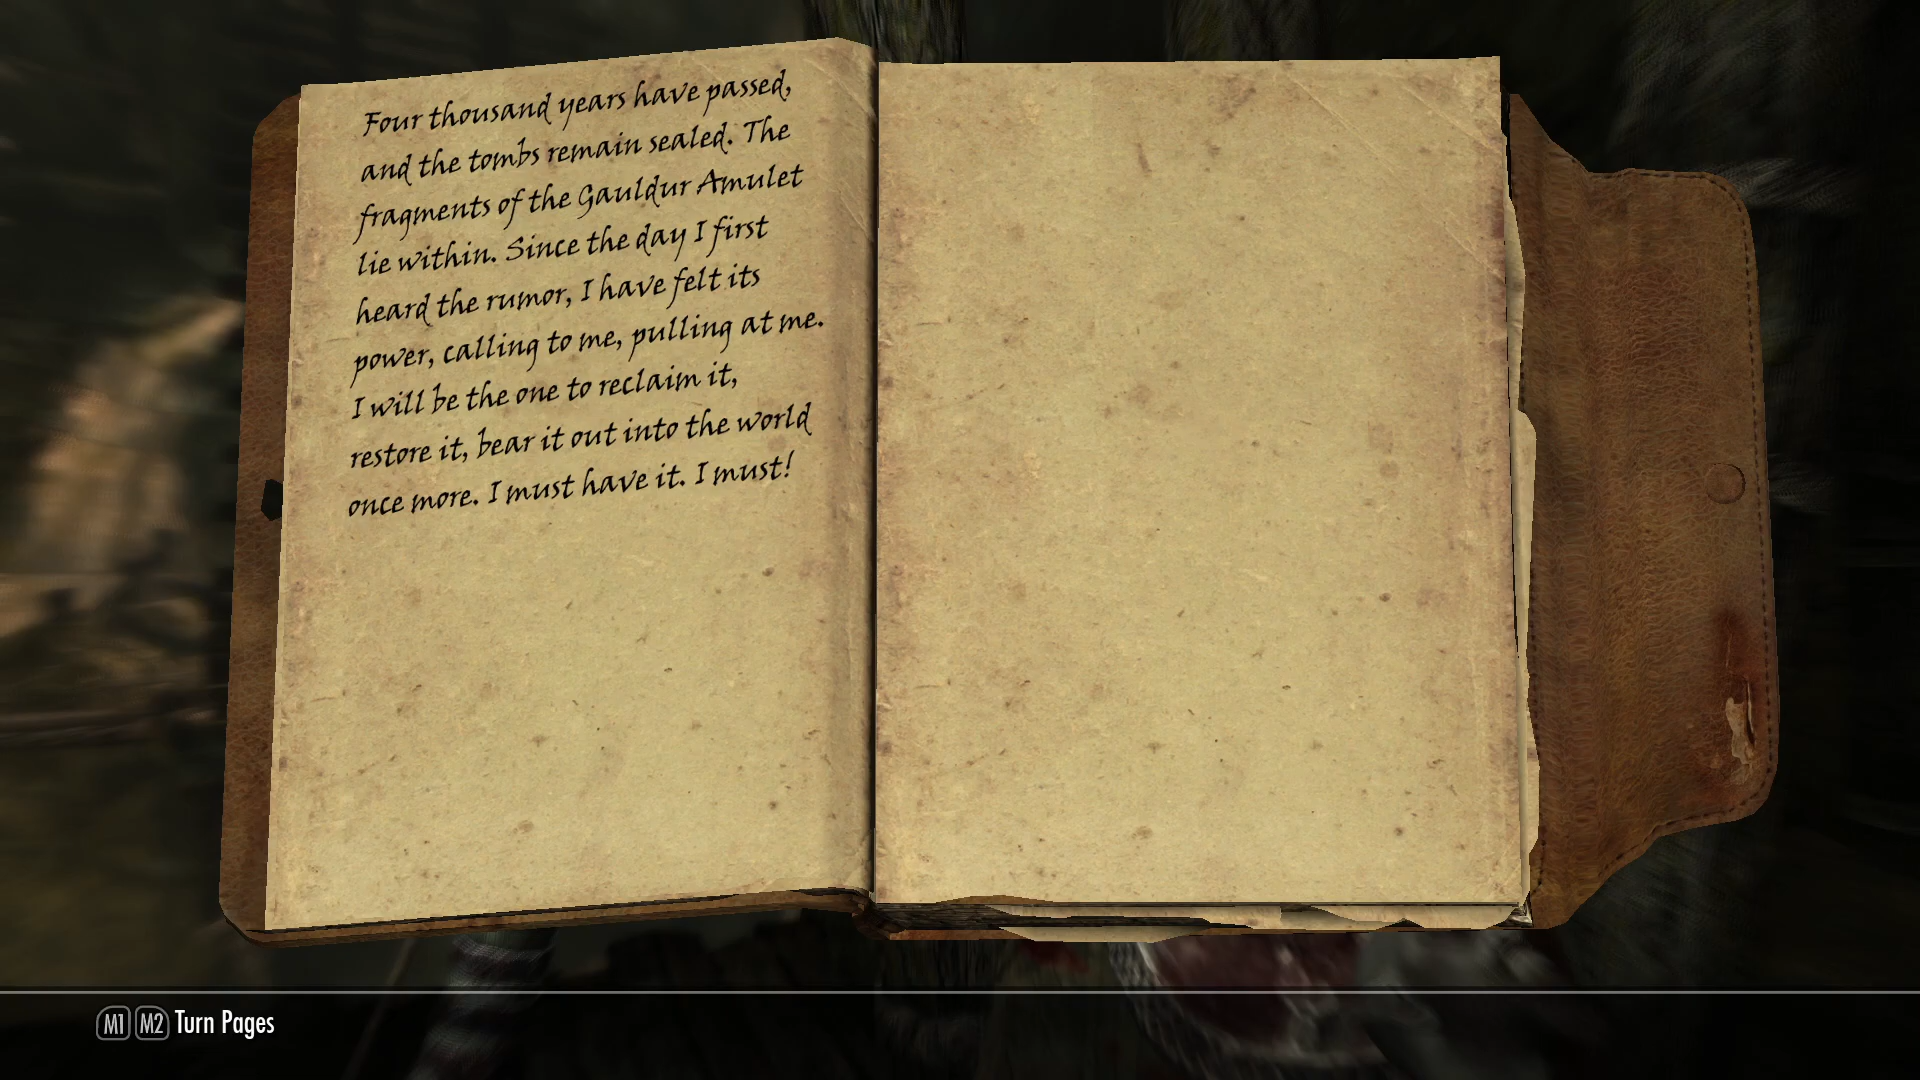 Four thousand years have passed,
and the tombs remain sealed. The
fragments of the Gauldur Amulet
lie within. Since the day I first
heard the rumor, I have felt its
power, calling to me, pulling at me.
I will be the one to reclaim it,
restore it, bear it out into the world
once more. I must have it. I must!
M1 M2 Turn Pages